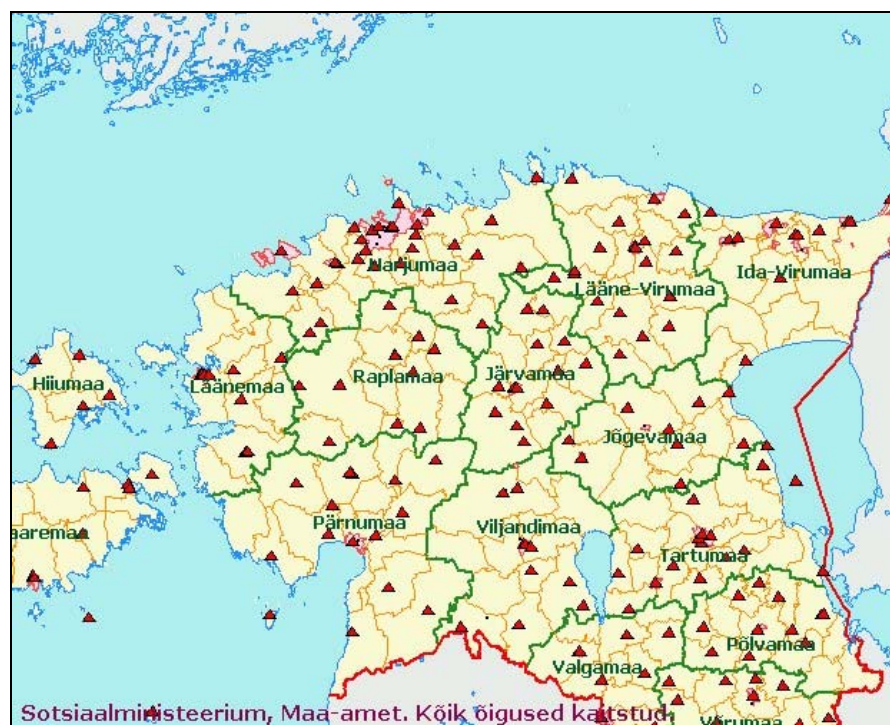 Harjumaa
Ida-Virumaa
Lääne-Virumaa
Hiiumaa
Läänemaa
Raplamaa
Järvamaa
Jõgevamaa
Pärnumaa
Viljandimaa
aaremaa
Tartumaa
Põlvamaa
Valgamaa
Võrumaa
Sotsiaalministeerium, Maa-amet. Kõik õigused kaitstud.